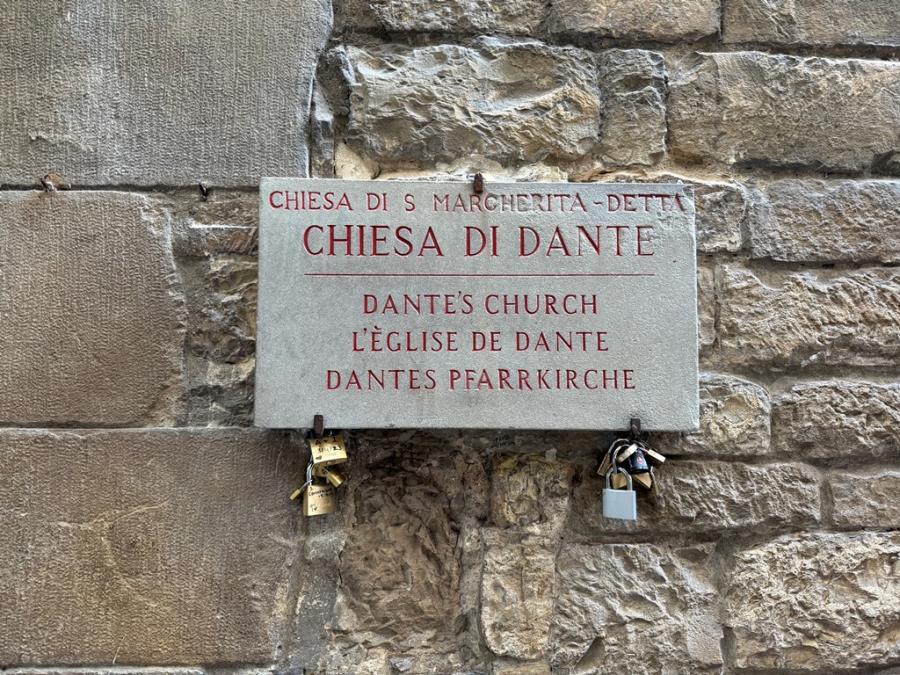 CHIESA DI S MARGHERITA-DETTA
CHIESA DI DANTE
DANTE'S CHURCH
L'ÈGLISE DE DANTE
DANTES PFARRKIRCHE